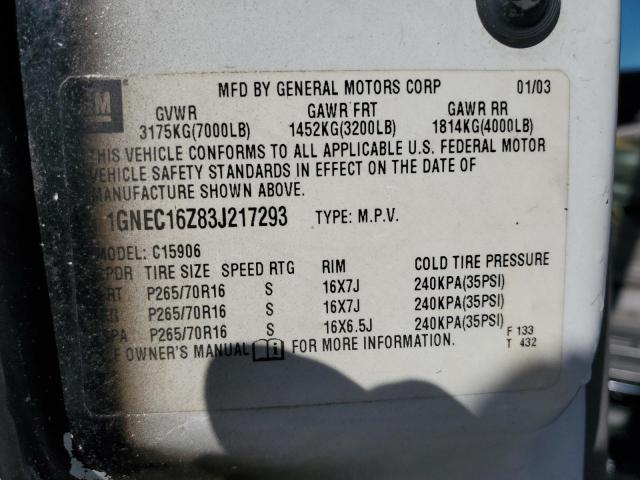 GM
MFD BY GENERAL MOTORS CORP 01/03
GVWR GAWR FRT GAWR RR
3175KG(7000LB) 1452KG(3200LB) 1814KG(4000LB)
THIS VEHICLE CONFORMS TO ALL APPLICABLE U.S. FEDERAL MOTOR
VEHICLE SAFETY STANDARDS IN EFFECT ON THE DATE OF
MANUFACTURE SHOWN ABOVE.
1GNEC16Z83J217293 TYPE: M.P.V.
MODEL: C15906
TIRE SIZE SPEED RTG RIM COLD TIRE PRESSURE
P265/70R16 S 16X7J 240KPA(35PSI)
P265/70R16 S 16X7J 240KPA(35PSI)
P265/70R16 S 16X6.5J 240KPA(35PSI)
OWNER'S MANUAL FOR MORE INFORMATION.
F 133
T 432